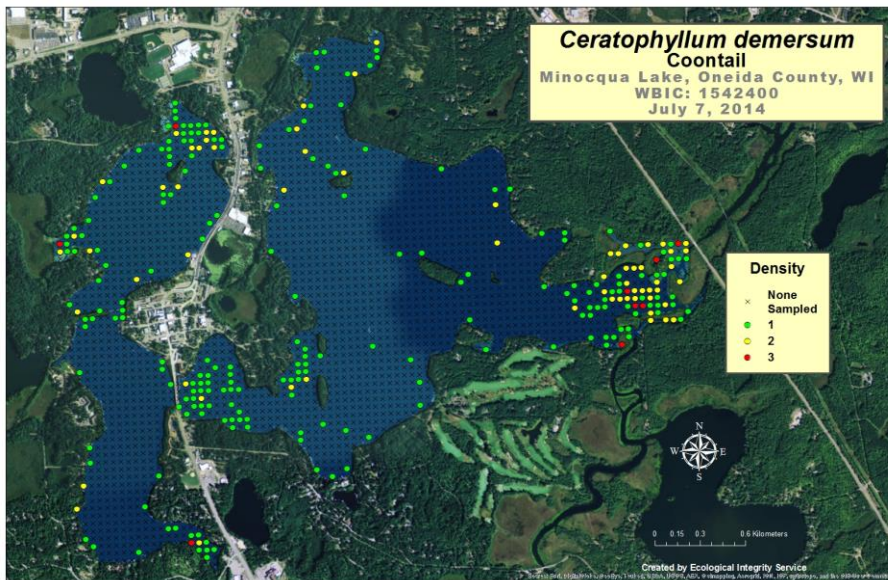 Ceratophyllum demersum
Coontail
Minocqua Lake, Oneida County, WI
WBIC: 1542400
July 7, 2014
Density
None
Sampled
1
2
3
N
W E
S
0 0.15 0.3 0.6 Kilometers
Created by Ecological Integrity Service